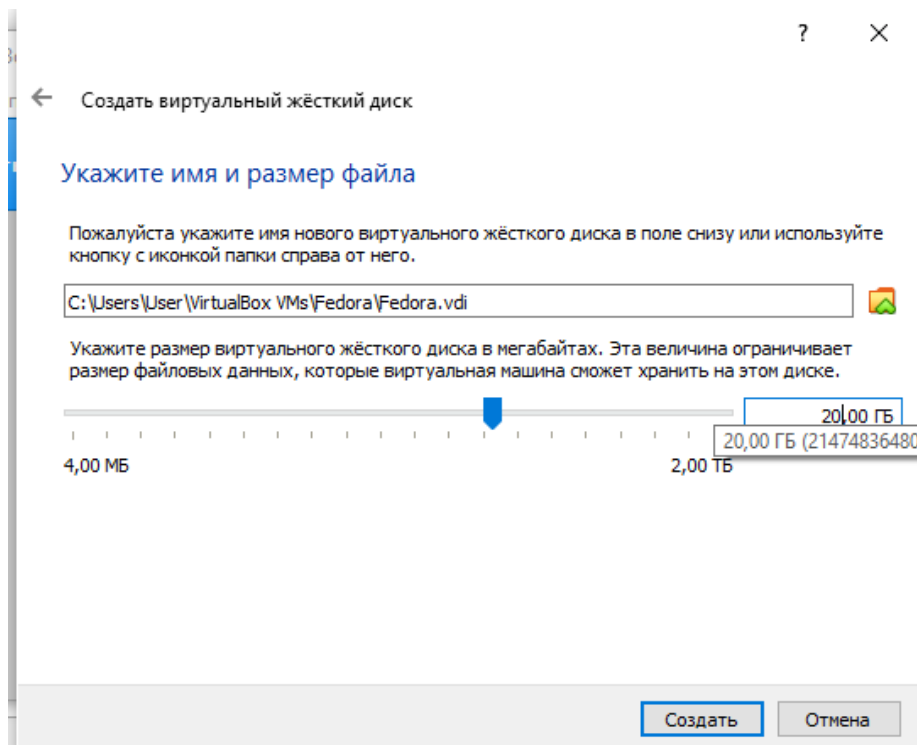 ?
Создать виртуальный жёсткий диск
Укажите имя и размер файла
Пожалуйста укажите имя нового виртуального жёсткого диска в поле снизу или используйте
кнопку с иконкой папки справа от него.
C:\Users\User\VirtualBox VMs\Fedora\Fedora.vdi
Укажите размер виртуального жёсткого диска в мегабайтах. Эта величина ограничивает
размер файловых данных, которые виртуальная машина сможет хранить на этом диске.
20,00 ГБ
20,00 ГБ (21474836480
4,00 МБ
2,00 ТБ
Создать
Отмена